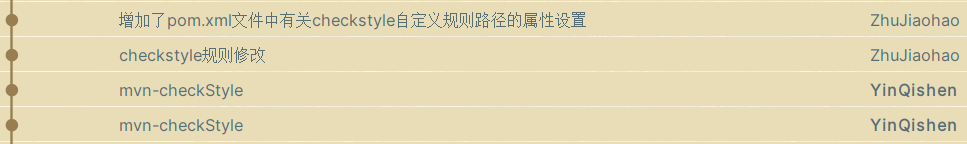 增加了pom.xml文件中有关checkstyle自定义规则路径的属性设置 ZhuJiaohao
checkstyle规则修改 ZhuJiaohao
mvn-checkStyle YinQishen
mvn-checkStyle YinQishen